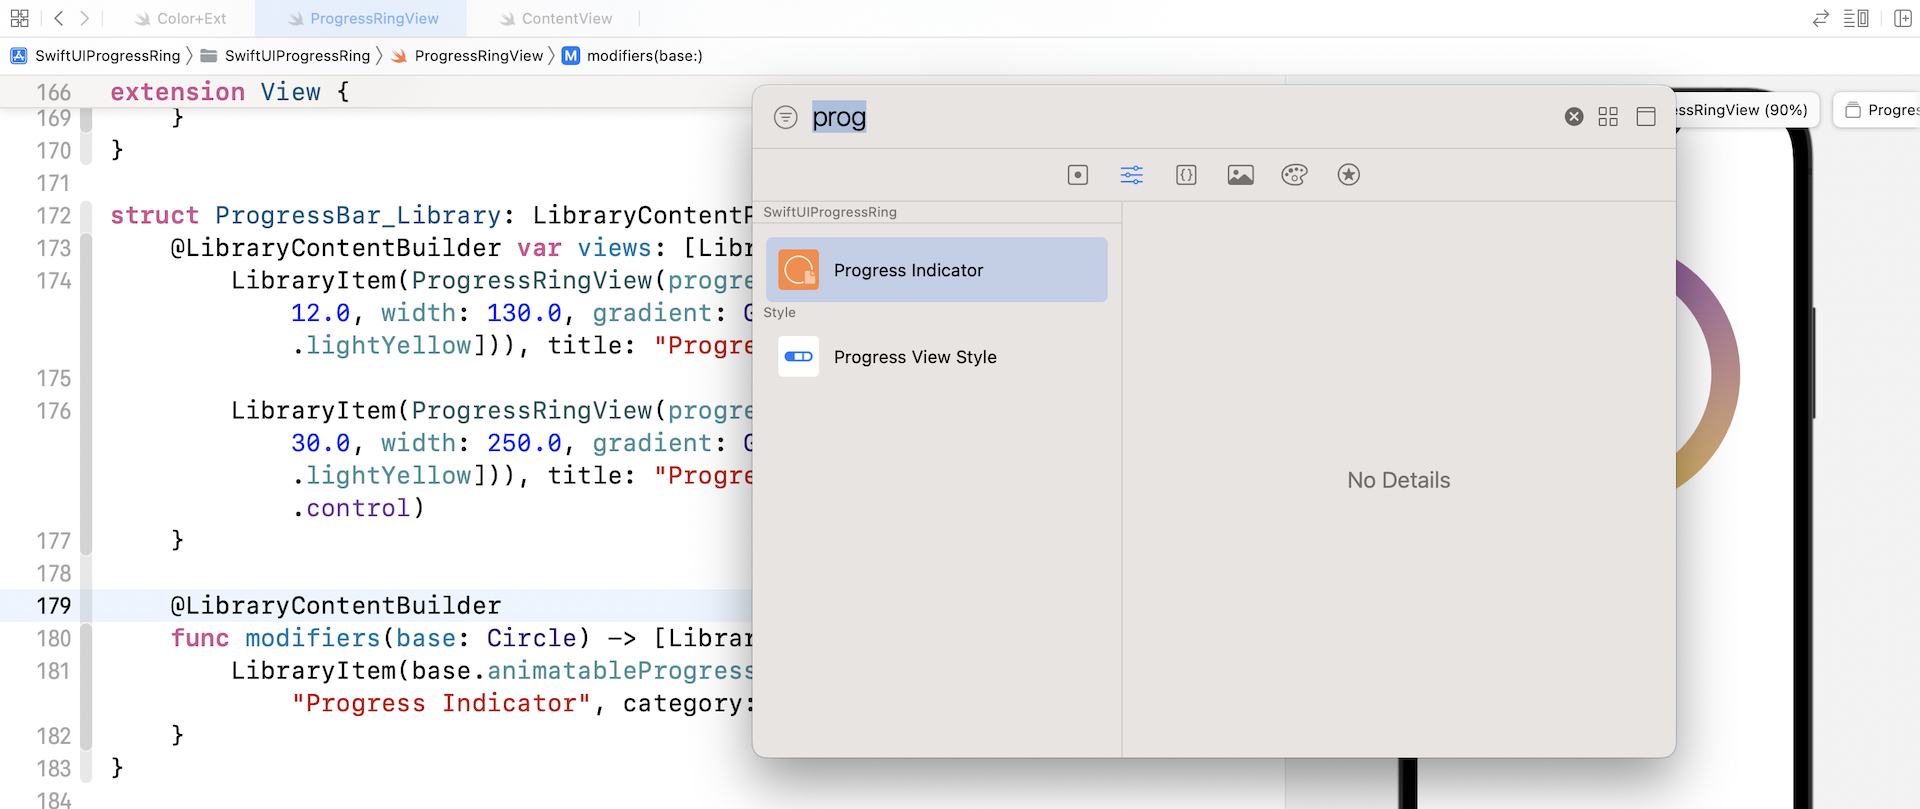 Color+Ext
ProgressRingView
ContentView
SwiftUIProgressRing
SwiftUIProgressRing
ProgressRingView
M modifiers(base:)
166 extension View {
169 }
170 }
171
172 struct ProgressBar_Library: LibraryContentP
173 @LibraryContentBuilder var views: [Libr
174 LibraryItem(ProgressRingView(progre
12.0, width: 130.0, gradient: G
.lightYellow])), title: "Progre
175
176 LibraryItem(ProgressRingView(progre
30.0, width: 250.0, gradient: G
.lightYellow])), title: "Progre
.control)
177 }
178
179 @LibraryContentBuilder
180 func modifiers(base: Circle) -> [Librar
181 LibraryItem(base.animatableProgress
"Progress Indicator", category:
182 }
183 }
184
prog
SwiftUIProgressRing
Progress Indicator
Style
Progress View Style
No Details
essRingView (90%)
Progres